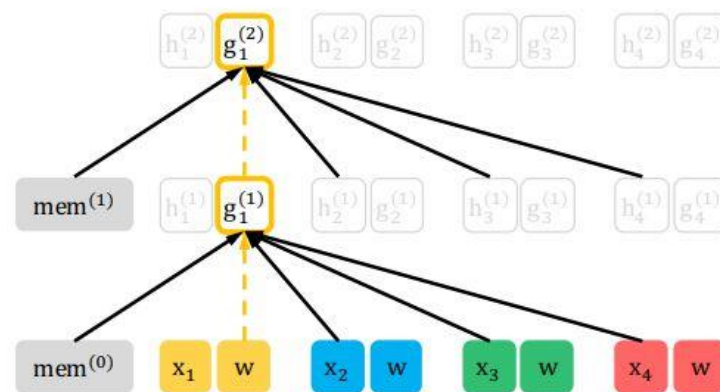 h₁⁽²⁾ g₁⁽²⁾ h₂⁽²⁾ g₂⁽²⁾ h₃⁽²⁾ g₃⁽²⁾ h₄⁽²⁾ g₄⁽²⁾
mem⁽¹⁾ h₁⁽¹⁾ g₁⁽¹⁾ h₂⁽¹⁾ g₂⁽¹⁾ h₃⁽¹⁾ g₃⁽¹⁾ h₄⁽¹⁾ g₄⁽¹⁾
mem⁽⁰⁾ x₁ w x₂ w x₃ w x₄ w